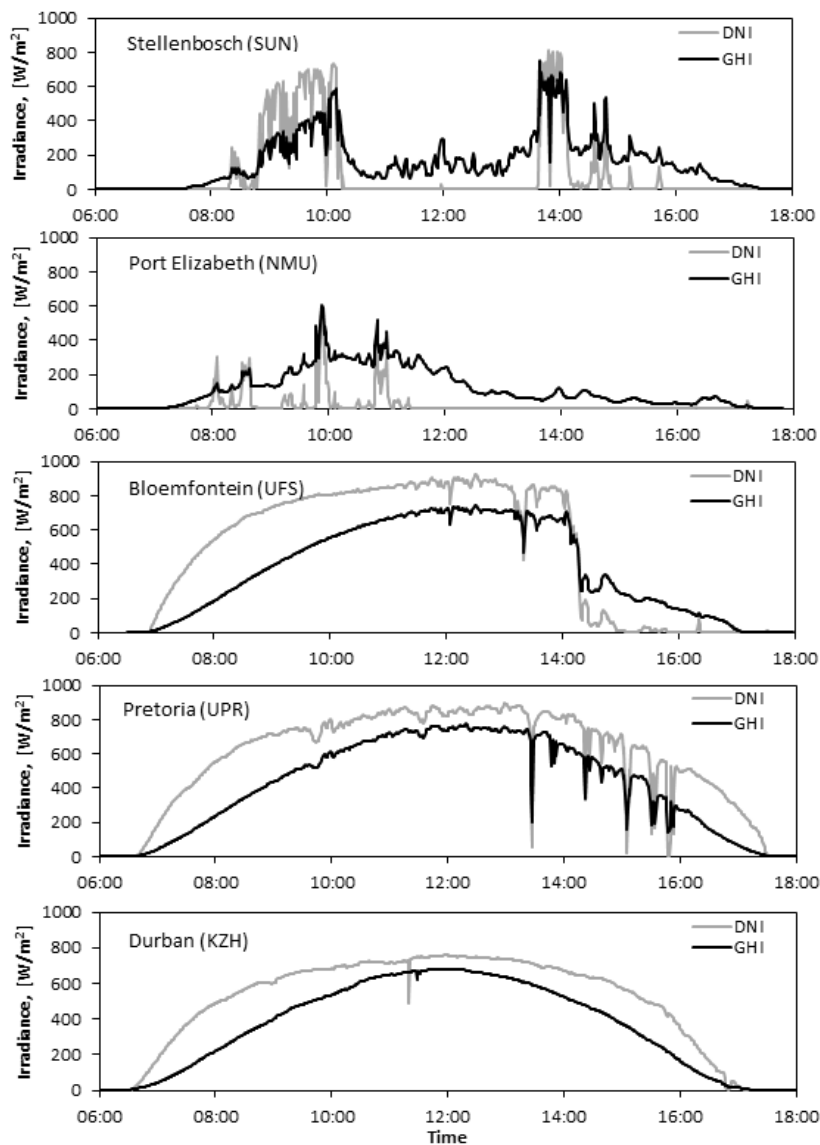 1000
800
600
400
200
0
Irradiance, [W/m²]
Stellenbosch (SUN)
DNI
GHI
06:00 08:00 10:00 12:00 14:00 16:00 18:00
1000
800
600
400
200
0
Irradiance, [W/m²]
Port Elizabeth (NMU)
DNI
GHI
06:00 08:00 10:00 12:00 14:00 16:00 18:00
1000
800
600
400
200
0
Irradiance, [W/m²]
Bloemfontein (UFS)
DNI
GHI
06:00 08:00 10:00 12:00 14:00 16:00 18:00
1000
800
600
400
200
0
Irradiance, [W/m²]
Pretoria (UPR)
DNI
GHI
06:00 08:00 10:00 12:00 14:00 16:00 18:00
1000
800
600
400
200
0
Irradiance, [W/m²]
Durban (KZH)
DNI
GHI
06:00 08:00 10:00 12:00 14:00 16:00 18:00
Time